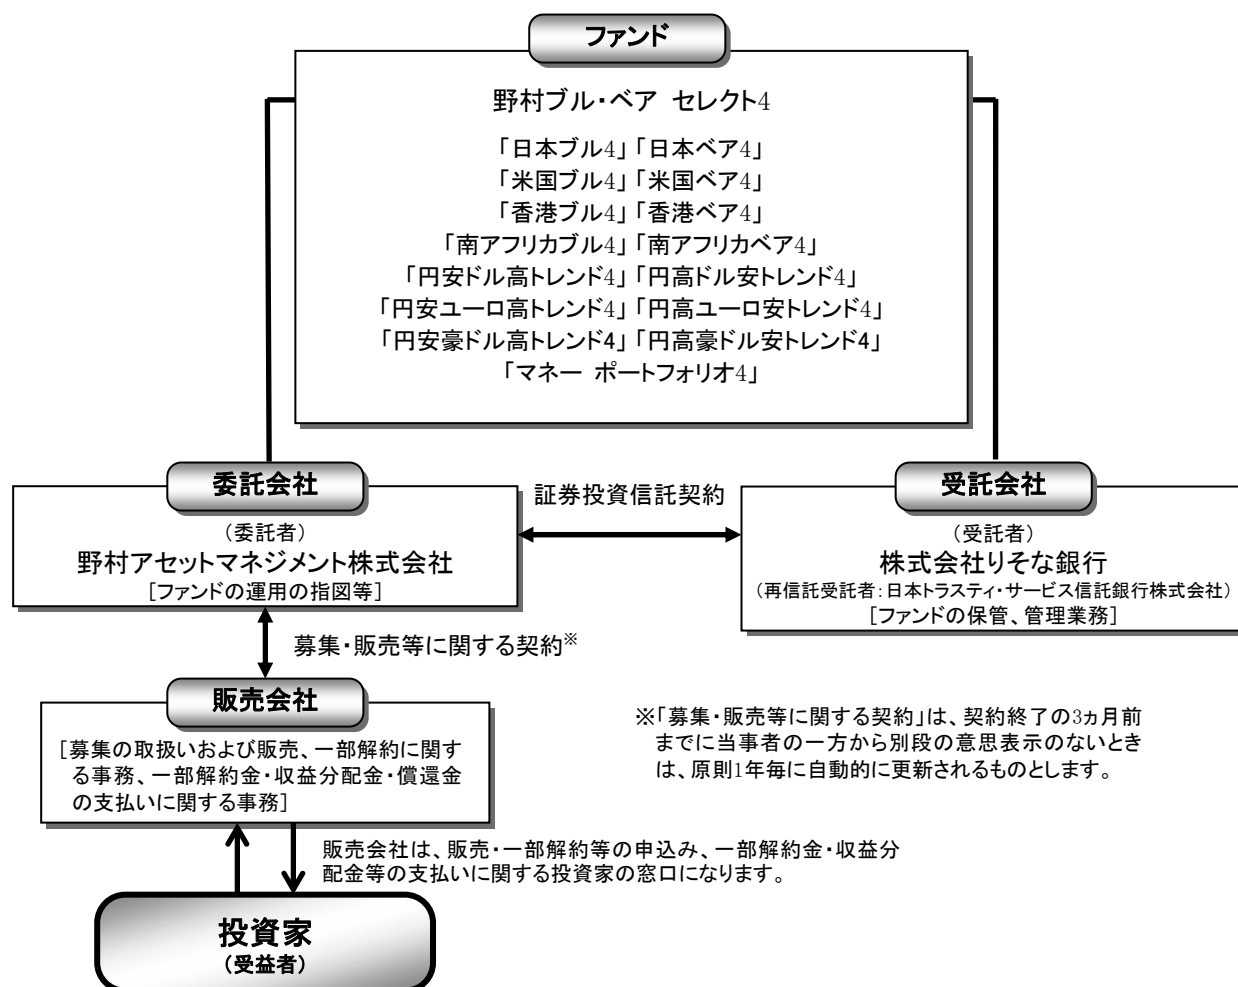 ファンド
野村ブル・ベア セレクト4
「日本ブル4」「日本ベア4」
「米国ブル4」「米国ベア4」
「香港ブル4」「香港ベア4」
「南アフリカブル4」「南アフリカベア4」
「円安ドル高トレンド4」「円高ドル安トレンド4」
「円安ユーロ高トレンド4」「円高ユーロ安トレンド4」
「円安豪ドル高トレンド4」「円高豪ドル安トレンド4」
「マネー ポートフォリオ4」
委託会社
(委託者)
野村アセットマネジメント株式会社
[ファンドの運用の指図等]
証券投資信託契約
受託会社
(受託者)
株式会社りそな銀行
(再信託受託者:日本トラスティ・サービス信託銀行株式会社)
[ファンドの保管、管理業務]
募集・販売等に関する契約※
販売会社
[募集の取扱いおよび販売、一部解約に関す
る事務、一部解約金・収益分配金・償還金
の支払いに関する事務]
※「募集・販売等に関する契約」は、契約終了の3ヵ月前
までに当事者の一方から別段の意思表示のないとき
は、原則1年毎に自動的に更新されるものとします。
販売会社は、販売・一部解約等の申込み、一部解約金・収益分
配金等の支払いに関する投資家の窓口になります。
投資家
(受益者)